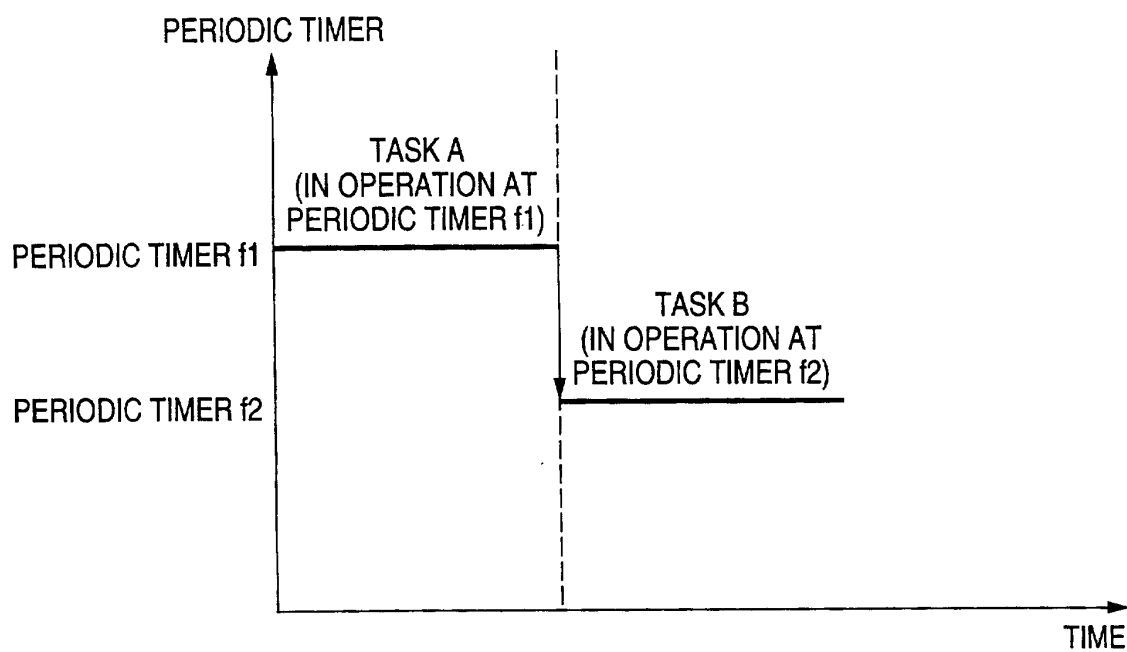 PERIODIC TIMER
TASK A
(IN OPERATION AT
PERIODIC TIMER f1)
PERIODIC TIMER f1
TASK B
(IN OPERATION AT
PERIODIC TIMER f2)
PERIODIC TIMER f2
TIME